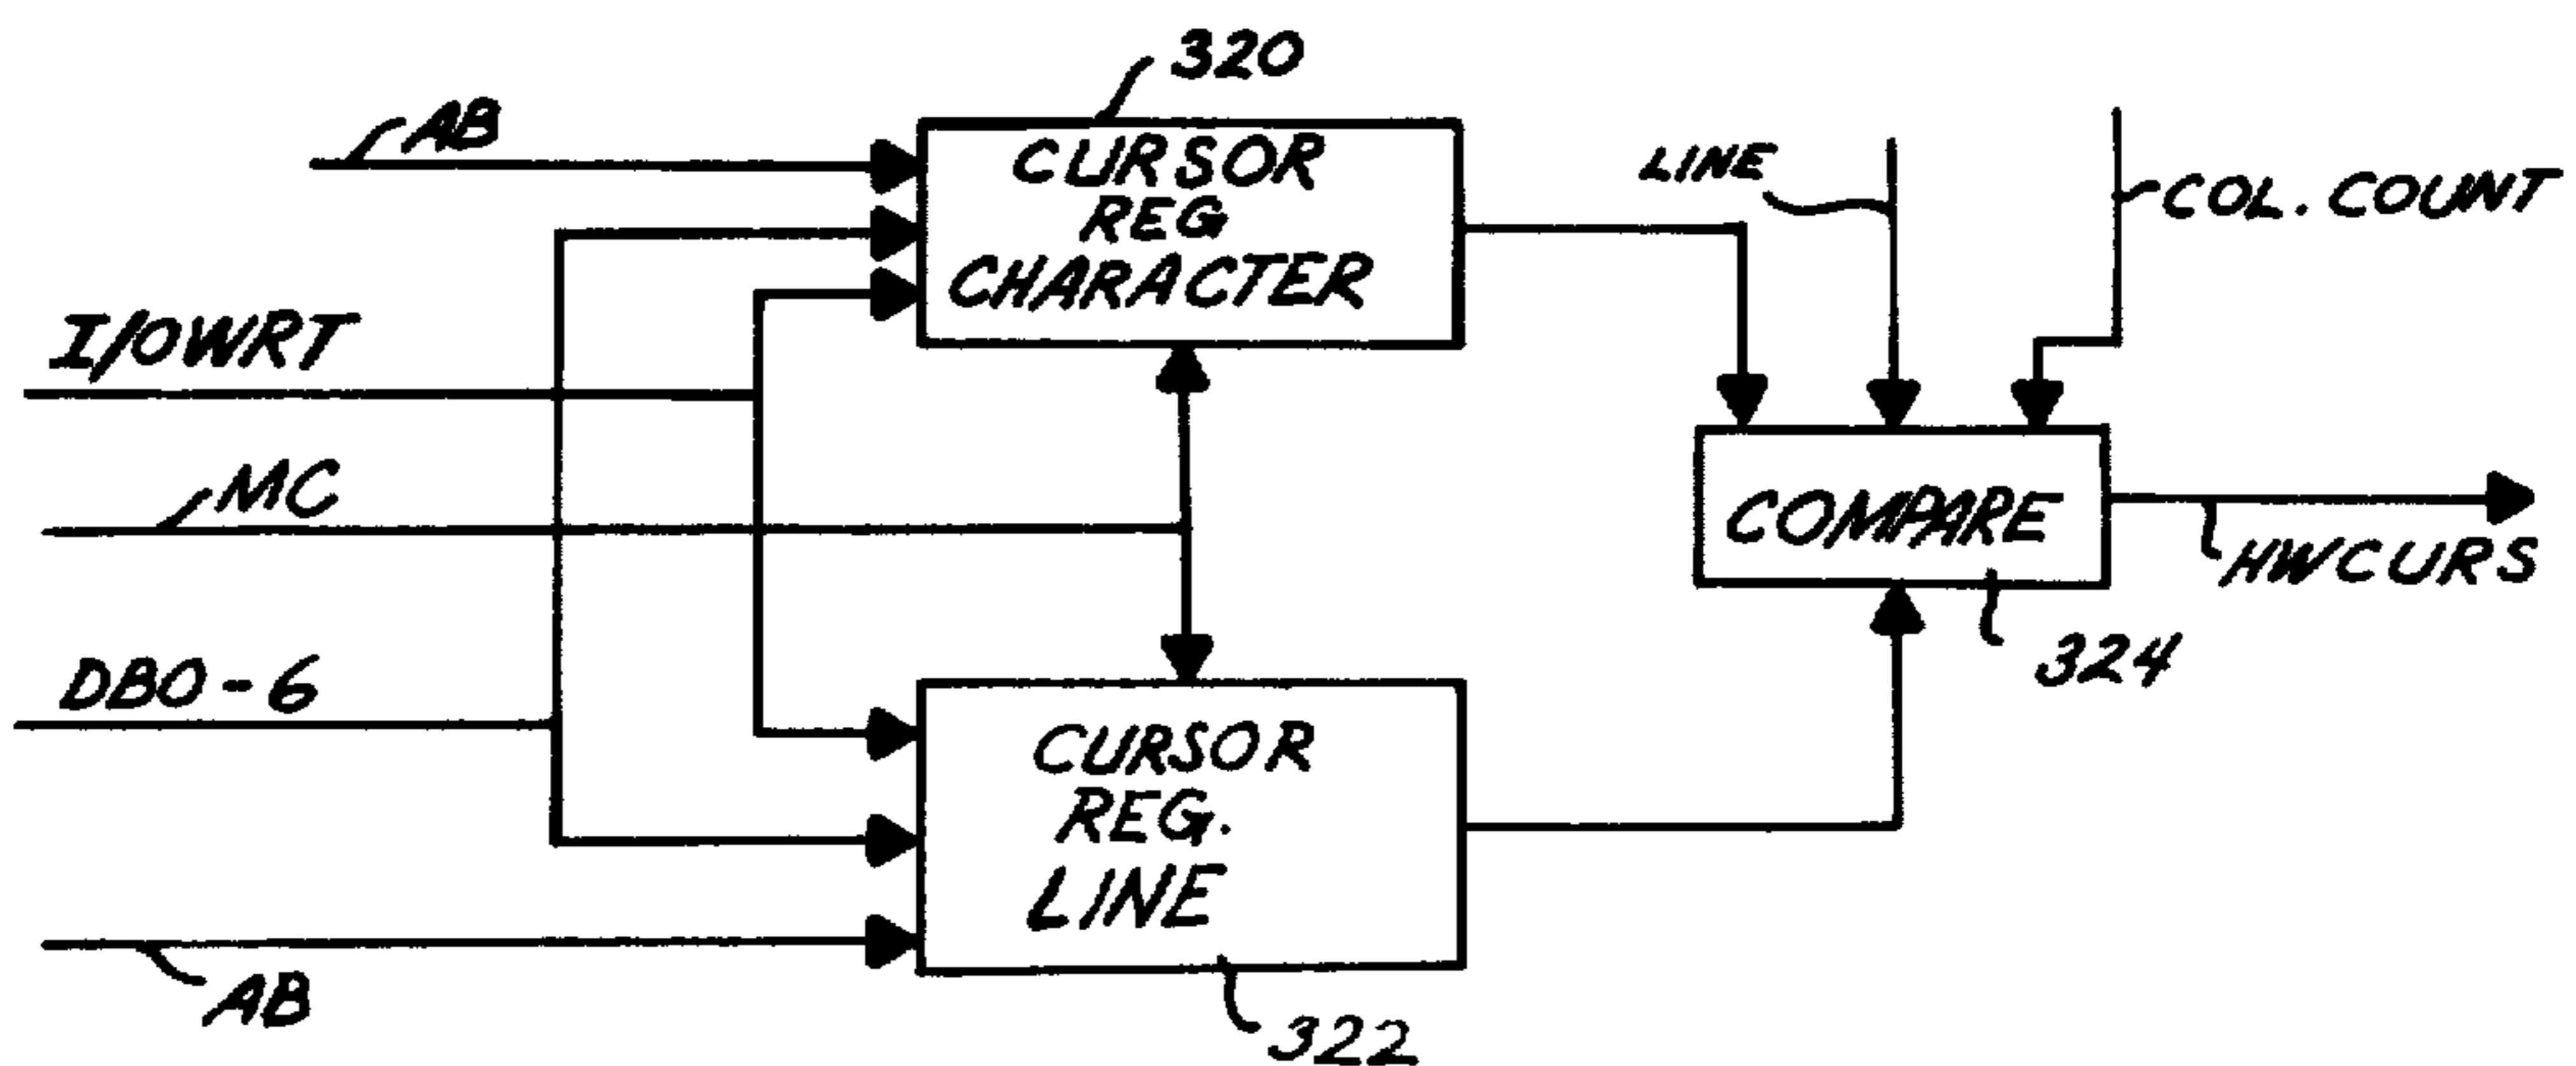 320
AB
CURSOR
REG
CHARACTER
LINE
COL. COUNT
I/OWRT
MC
COMPARE
HWCURS
324
DBO-6
CURSOR
REG.
LINE
AB
322